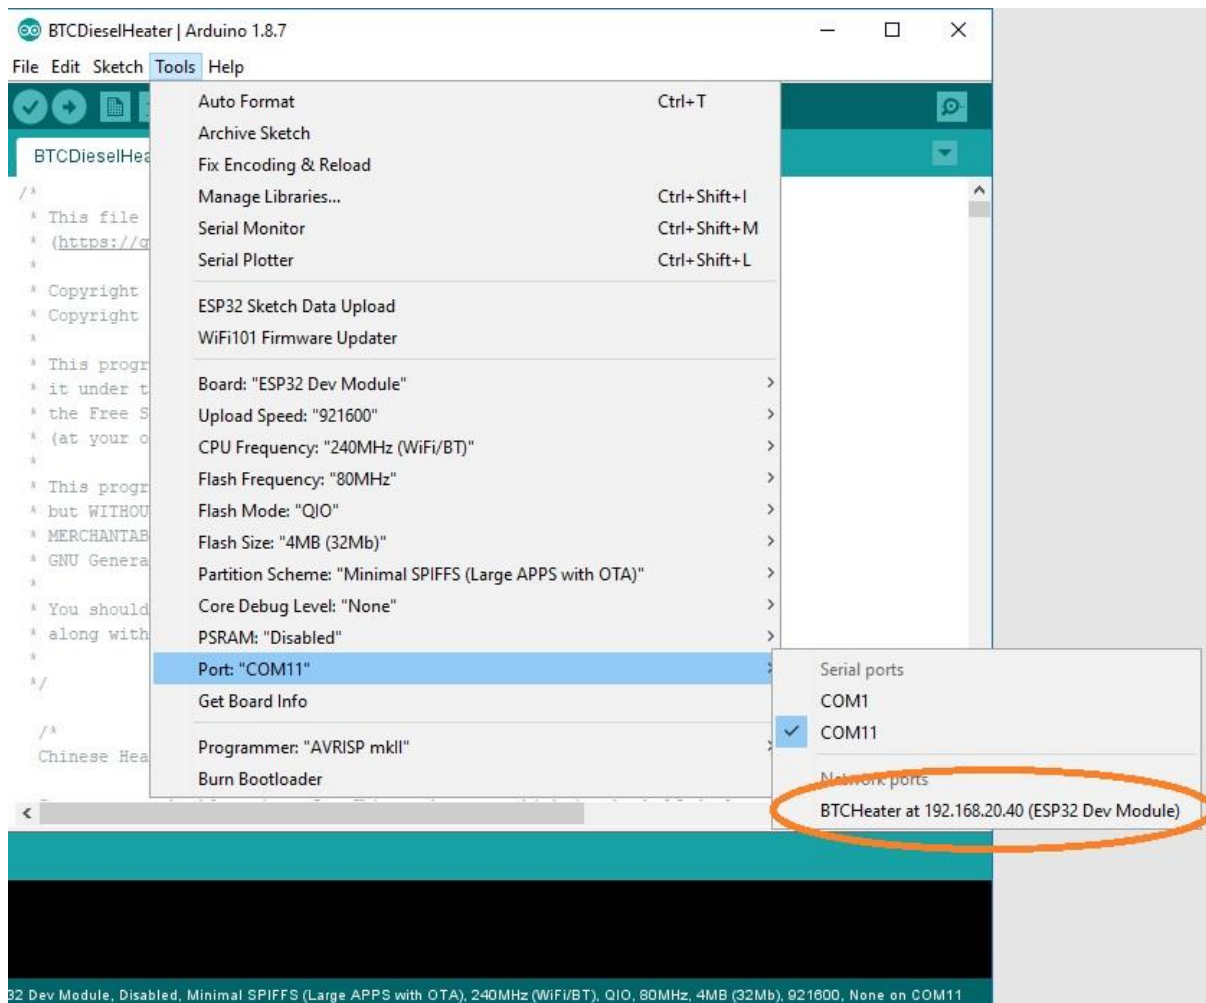 BTCDieselHeater | Arduino 1.8.7
File Edit Sketch Tools Help
Auto Format Ctrl+T
Archive Sketch
BTCDieselHea
Fix Encoding & Reload
/*
Manage Libraries... Ctrl+Shift+I
* This file
Serial Monitor Ctrl+Shift+M
* (https://g
Serial Plotter Ctrl+Shift+L
*
* Copyright
ESP32 Sketch Data Upload
* Copyright
WiFi101 Firmware Updater
*
* This progr
Board: "ESP32 Dev Module"
* it under t
Upload Speed: "921600"
* the Free S
* (at your o
CPU Frequency: "240MHz (WiFi/BT)"
*
Flash Frequency: "80MHz"
* This progr
Flash Mode: "QIO"
* but WITHOU
* MERCHANTAB
Flash Size: "4MB (32Mb)"
* GNU Genera
Partition Scheme: "Minimal SPIFFS (Large APPS with OTA)"
*
* You should
Core Debug Level: "None"
* along with
PSRAM: "Disabled"
*
Port: "COM11" Serial ports
*/
Get Board Info COM1
/*
COM11
Chinese Hea
Programmer: "AVRISP mkII"
Burn Bootloader Network ports
BTCHeater at 192.168.20.40 (ESP32 Dev Module)
32 Dev Module, Disabled, Minimal SPIFFS (Large APPS with OTA), 240MHz (WiFi/BT), QIO, 80MHz, 4MB (32Mb), 921600, None on COM11